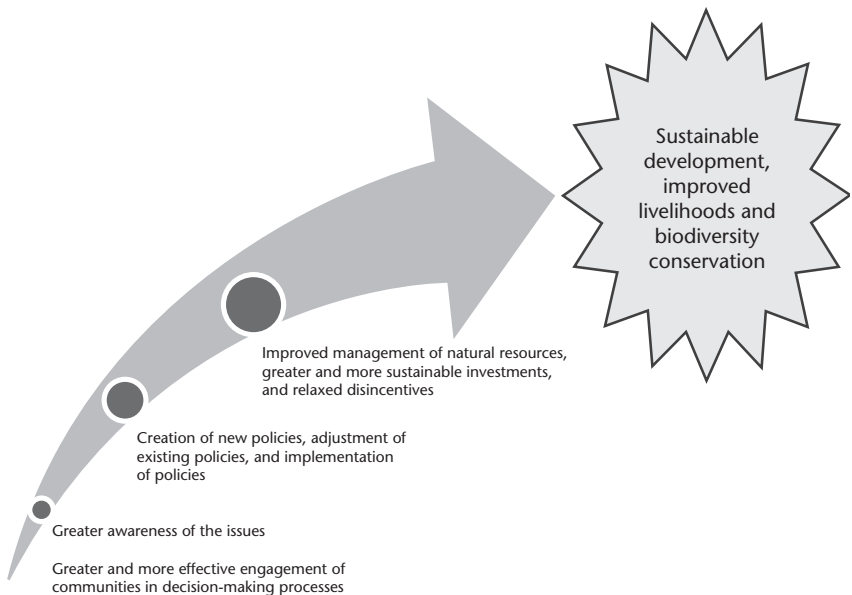 Sustainable
development,
improved
livelihoods and
biodiversity
conservation
Improved management of natural resources,
greater and more sustainable investments,
and relaxed disincentives
Creation of new policies, adjustment of
existing policies, and implementation
of policies
Greater awareness of the issues
Greater and more effective engagement of
communities in decision-making processes